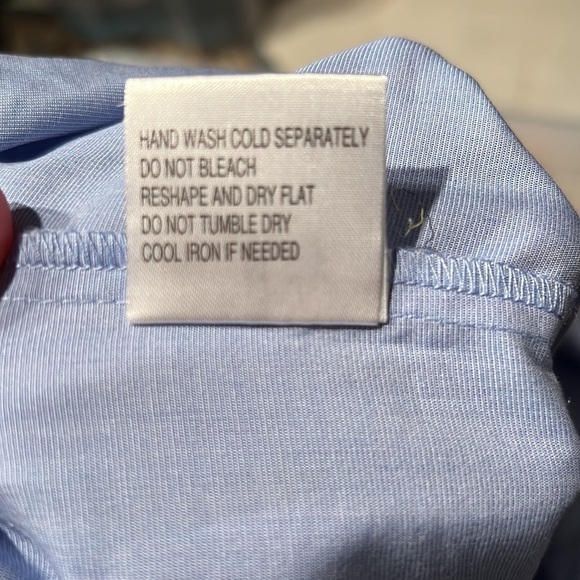 HAND WASH COLD SEPARATELY
DO NOT BLEACH
RESHAPE AND DRY FLAT
DO NOT TUMBLE DRY
COOL IRON IF NEEDED